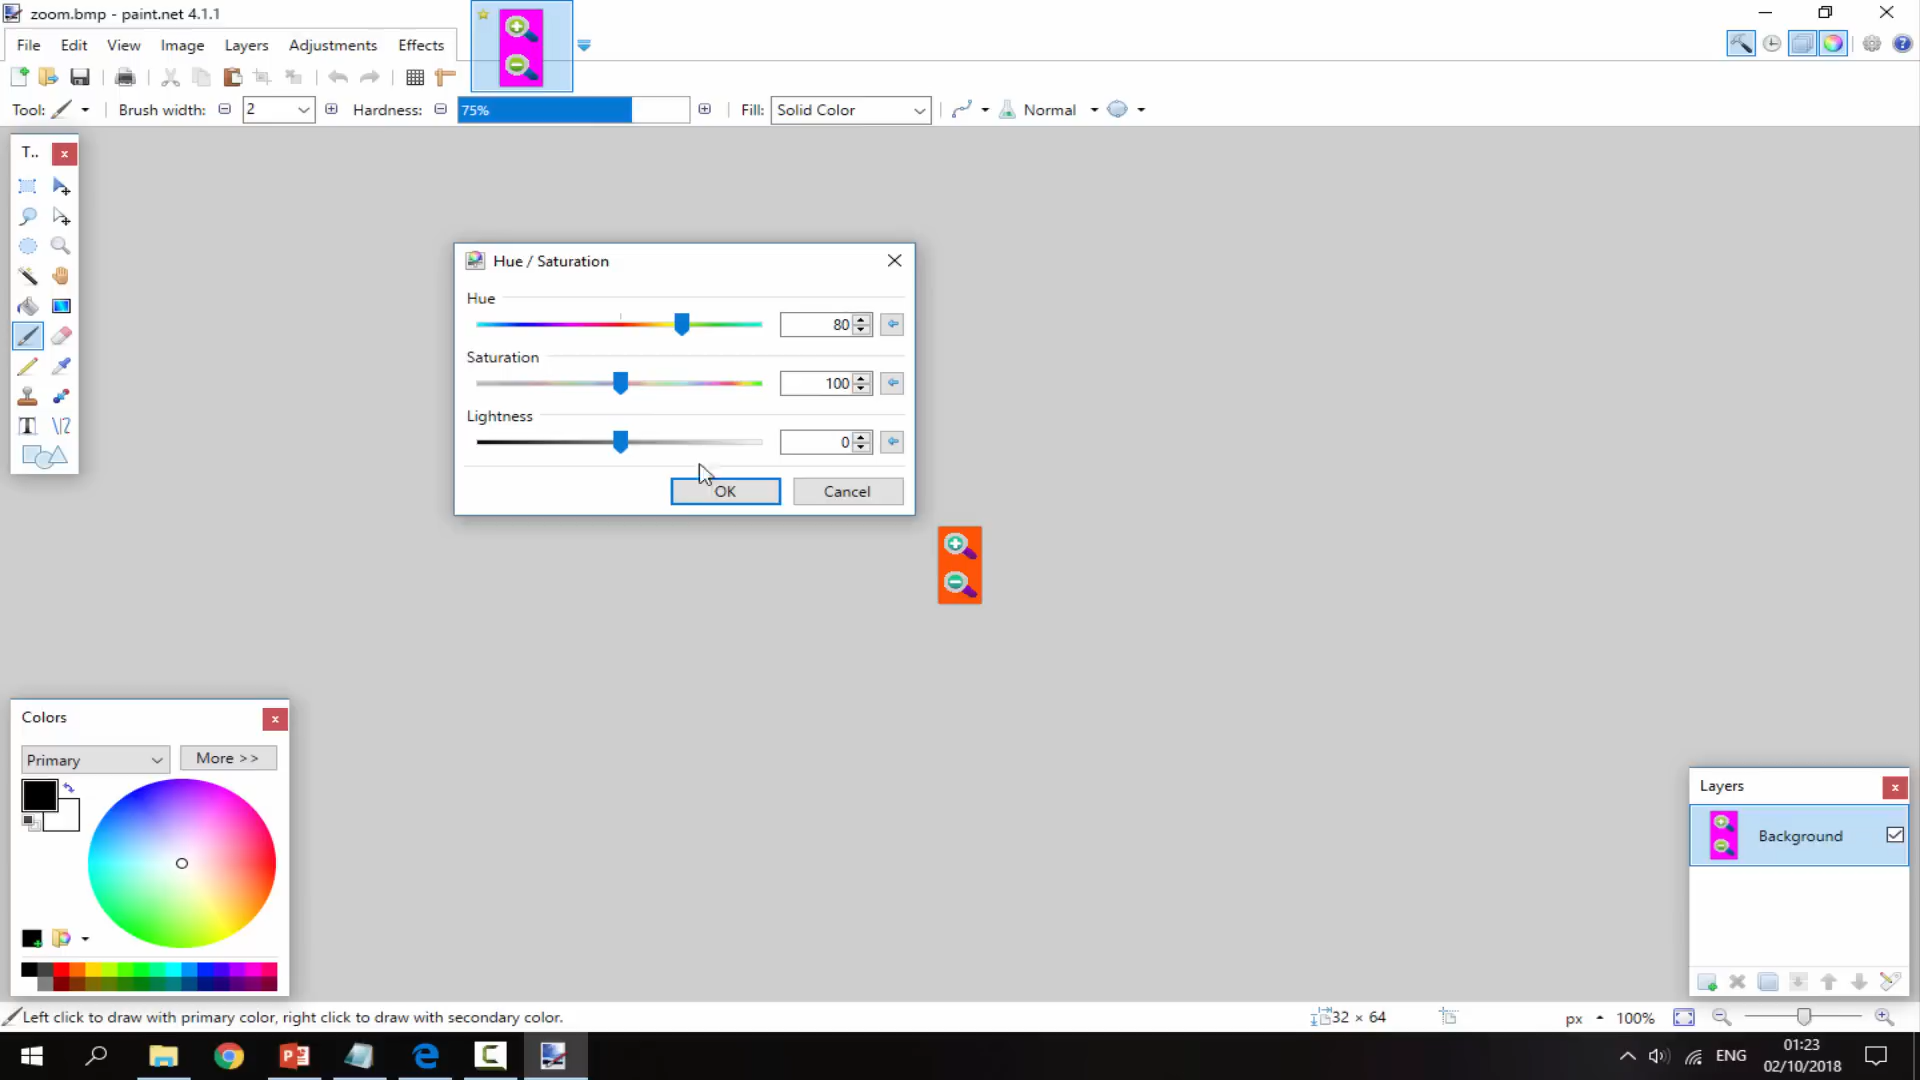 zoom.bmp - paint.net 4.1.1
File Edit View Image Layers Adjustments Effects
Tool: Brush width: 2 Hardness: 75% Fill: Solid Color Normal
T..
Hue / Saturation
Hue
80
Saturation
100
Lightness
0
OK Cancel
Colors
Primary More >>
Layers
Background
Left click to draw with primary color, right click to draw with secondary color.
32 × 64
px 100%
ENG
01:23
02/10/2018